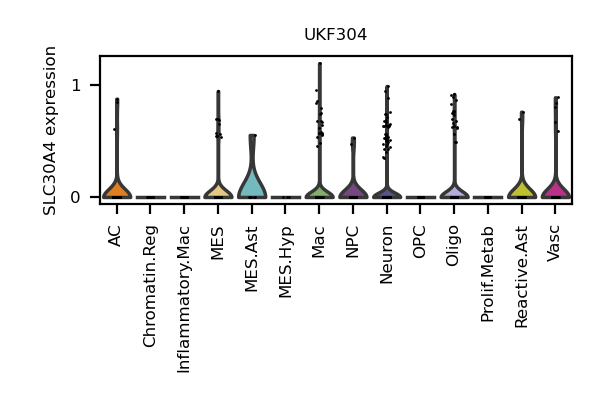 UKF304
SLC30A4 expression
1
0
AC
Chromatin.Reg
Inflammatory.Mac
MES
MES.Ast
MES.Hyp
Mac
NPC
Neuron
OPC
Oligo
Prolif.Metab
Reactive.Ast
Vasc